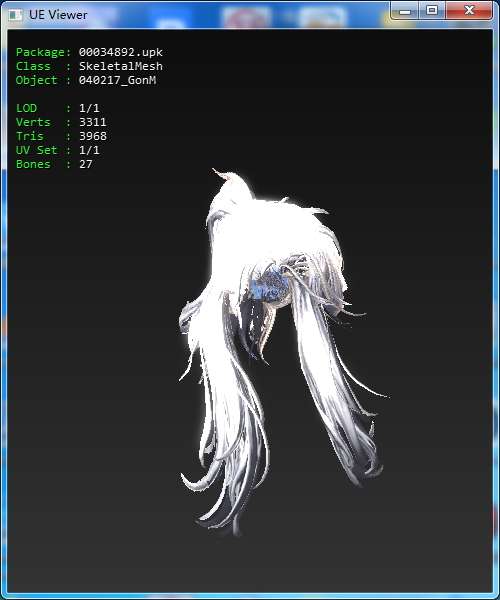 UE Viewer
Package: 00034892.upk
Class : SkeletalMesh
Object : 040217_GonM
LOD : 1/1
Verts : 3311
Tris : 3968
UV Set : 1/1
Bones : 27